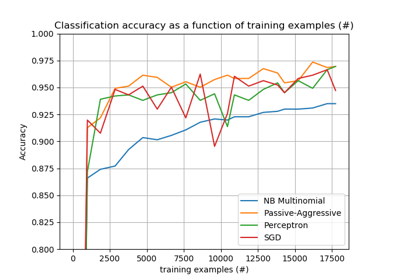 Classification accuracy as a function of training examples (#)
1.000
0.975
0.950
0.925
0.900
0.875
0.850
0.825
0.800
Accuracy
0 2500 5000 7500 10000 12500 15000 17500
training examples (#)
NB Multinomial
Passive-Aggressive
Perceptron
SGD